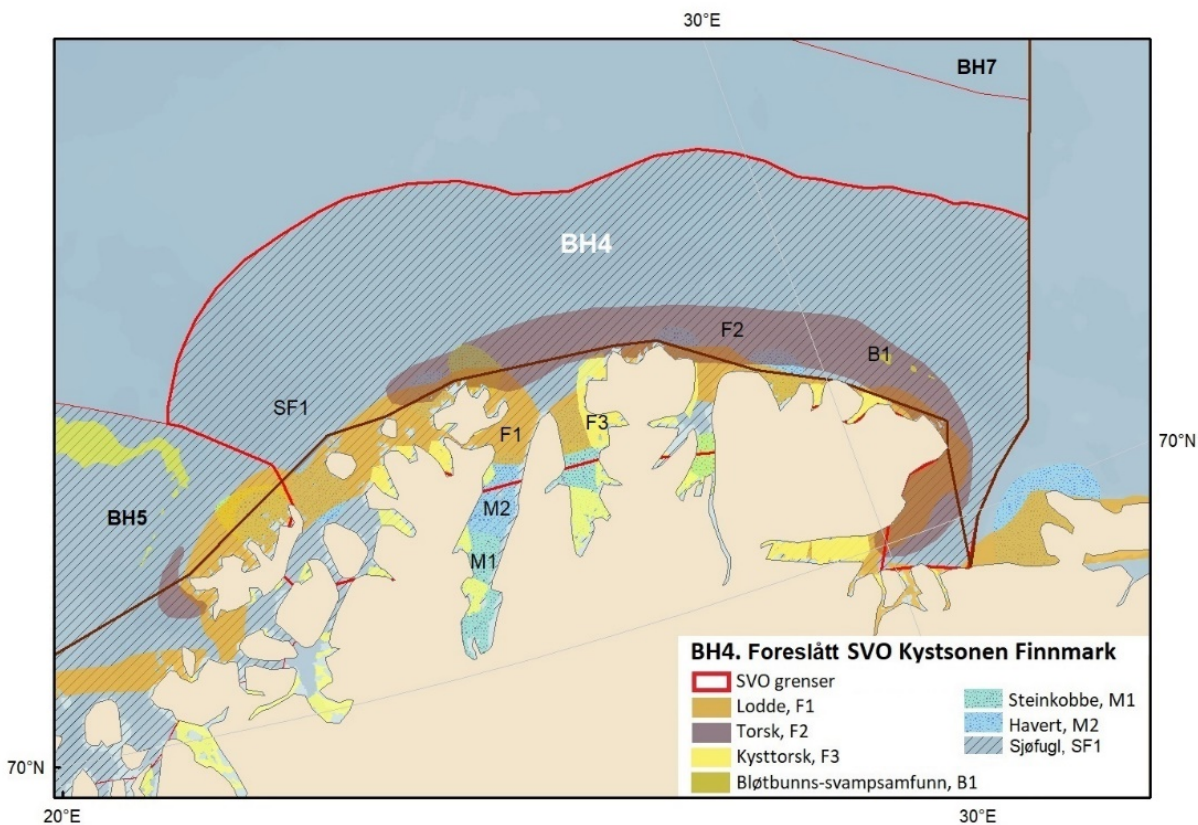 30°E
BH7
BH4
F2
B1
SF1
F1
F3
70°N
BH5
M2
M1
BH4. Foreslått SVO Kystsonen Finnmark
SVO grenser
Lodde, F1
Torsk, F2
Kysttorsk, F3
Bløtbunns-svampsamfunn, B1
Steinkobbe, M1
Havert, M2
Sjøfugl, SF1
70°N
20°E
30°E